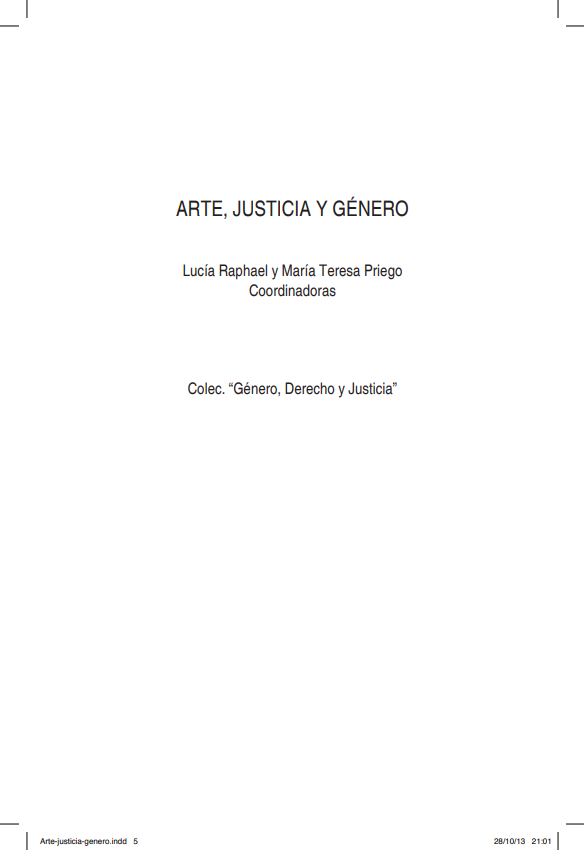 ARTE, JUSTICIA Y GÉNERO
Lucía Raphael y María Teresa Priego
Coordinadoras
Colec. “Género, Derecho y Justicia”
Arte-justicia-genero.indd 5 28/10/13 21:01